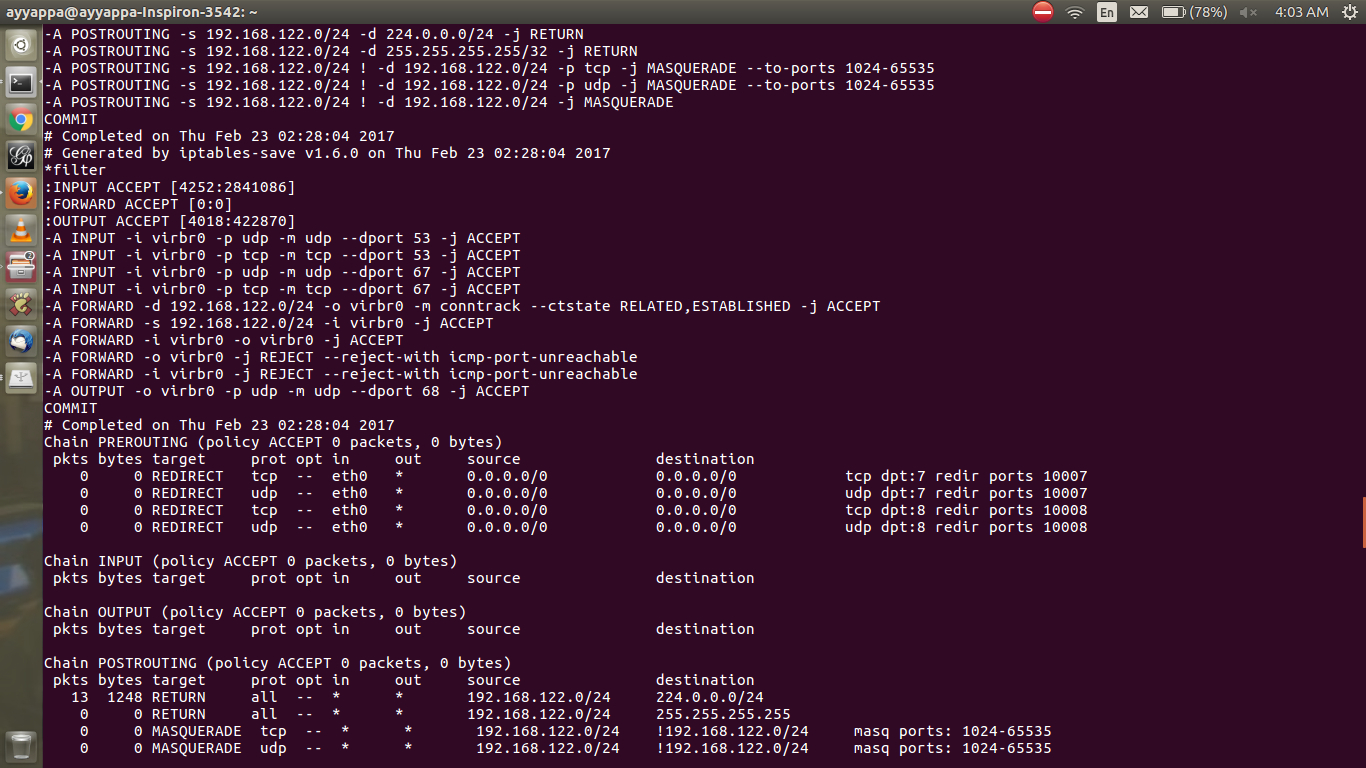 ayyappa@ayyappa-Inspiron-3542: ~ En (78%) 4:03 AM
-A POSTROUTING -s 192.168.122.0/24 -d 224.0.0.0/24 -j RETURN
-A POSTROUTING -s 192.168.122.0/24 -d 255.255.255.255/32 -j RETURN
-A POSTROUTING -s 192.168.122.0/24 ! -d 192.168.122.0/24 -p tcp -j MASQUERADE --to-ports 1024-65535
-A POSTROUTING -s 192.168.122.0/24 ! -d 192.168.122.0/24 -p udp -j MASQUERADE --to-ports 1024-65535
-A POSTROUTING -s 192.168.122.0/24 ! -d 192.168.122.0/24 -j MASQUERADE
COMMIT
# Completed on Thu Feb 23 02:28:04 2017
# Generated by iptables-save v1.6.0 on Thu Feb 23 02:28:04 2017
*filter
:INPUT ACCEPT [4252:2841086]
:FORWARD ACCEPT [0:0]
:OUTPUT ACCEPT [4018:422870]
-A INPUT -i virbr0 -p udp -m udp --dport 53 -j ACCEPT
-A INPUT -i virbr0 -p tcp -m tcp --dport 53 -j ACCEPT
-A INPUT -i virbr0 -p udp -m udp --dport 67 -j ACCEPT
-A INPUT -i virbr0 -p tcp -m tcp --dport 67 -j ACCEPT
-A FORWARD -d 192.168.122.0/24 -o virbr0 -m conntrack --ctstate RELATED,ESTABLISHED -j ACCEPT
-A FORWARD -s 192.168.122.0/24 -i virbr0 -j ACCEPT
-A FORWARD -i virbr0 -o virbr0 -j ACCEPT
-A FORWARD -o virbr0 -j REJECT --reject-with icmp-port-unreachable
-A FORWARD -i virbr0 -j REJECT --reject-with icmp-port-unreachable
-A OUTPUT -o virbr0 -p udp -m udp --dport 68 -j ACCEPT
COMMIT
# Completed on Thu Feb 23 02:28:04 2017
Chain PREROUTING (policy ACCEPT 0 packets, 0 bytes)
 pkts bytes target     prot opt in     out     source               destination
    0     0 REDIRECT   tcp  --  eth0   *       0.0.0.0/0            0.0.0.0/0            tcp dpt:7 redir ports 10007
    0     0 REDIRECT   udp  --  eth0   *       0.0.0.0/0            0.0.0.0/0            udp dpt:7 redir ports 10007
    0     0 REDIRECT   tcp  --  eth0   *       0.0.0.0/0            0.0.0.0/0            tcp dpt:8 redir ports 10008
    0     0 REDIRECT   udp  --  eth0   *       0.0.0.0/0            0.0.0.0/0            udp dpt:8 redir ports 10008
Chain INPUT (policy ACCEPT 0 packets, 0 bytes)
 pkts bytes target     prot opt in     out     source               destination
Chain OUTPUT (policy ACCEPT 0 packets, 0 bytes)
 pkts bytes target     prot opt in     out     source               destination
Chain POSTROUTING (policy ACCEPT 0 packets, 0 bytes)
 pkts bytes target     prot opt in     out     source               destination
   13  1248 RETURN     all  --  *      *       192.168.122.0/24     224.0.0.0/24
    0     0 RETURN     all  --  *      *       192.168.122.0/24     255.255.255.255
    0     0 MASQUERADE  tcp  --  *      *       192.168.122.0/24    !192.168.122.0/24     masq ports: 1024-65535
    0     0 MASQUERADE  udp  --  *      *       192.168.122.0/24    !192.168.122.0/24     masq ports: 1024-65535